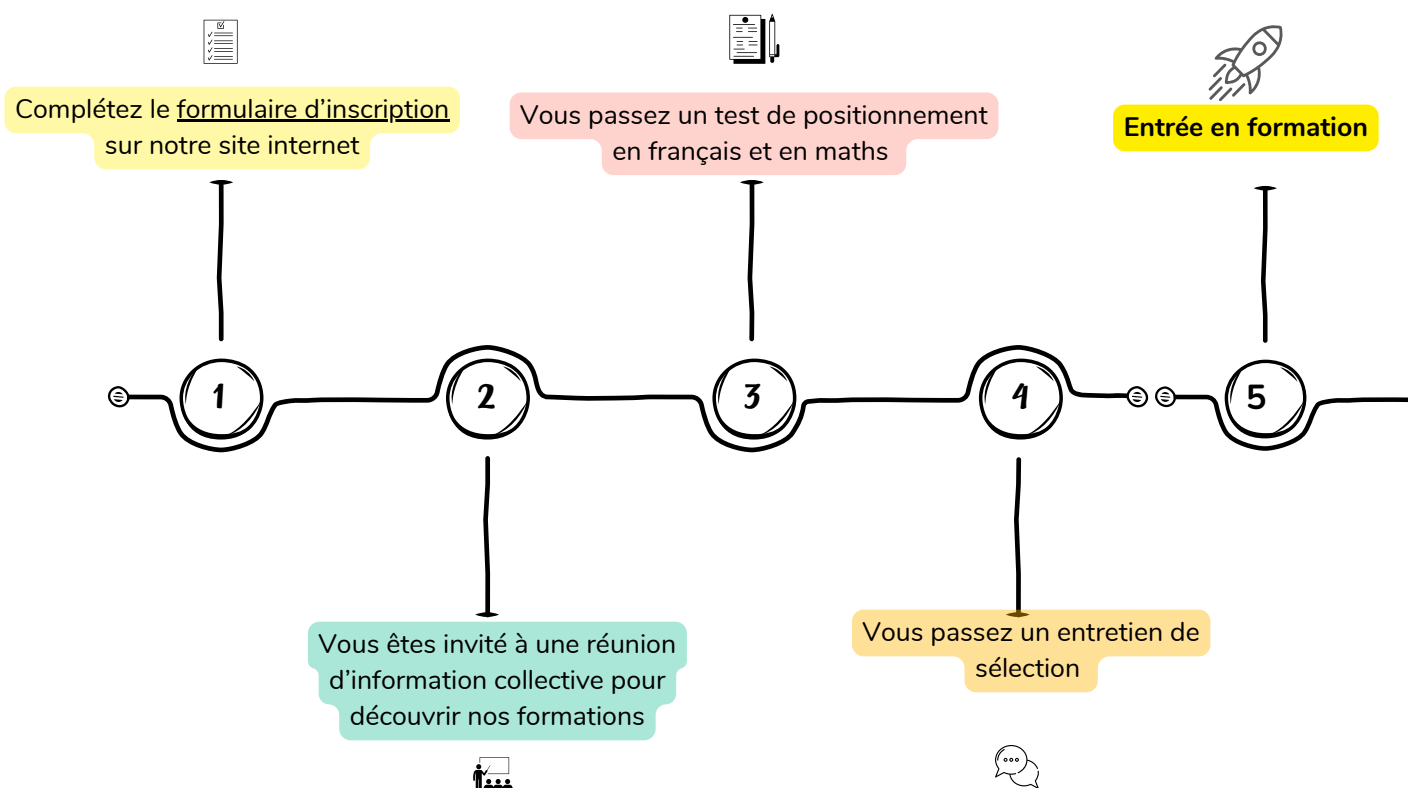 Complétez le formulaire d’inscription
sur notre site internet
1
Vous êtes invité à une réunion
d’information collective pour
découvrir nos formations
2
Vous passez un test de positionnement
en français et en maths
3
Vous passez un entretien de
sélection
4
Entrée en formation
5